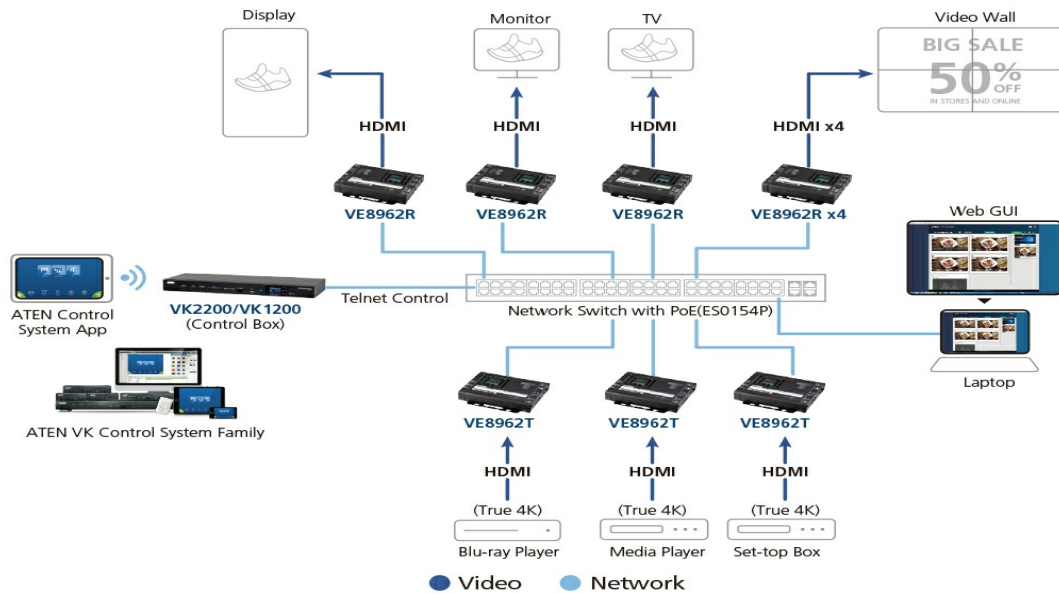 Display
Monitor
TV
Video Wall
BIG SALE
50%
OFF
IN STORES AND ONLINE
HDMI
HDMI
HDMI
HDMI x4
VE8962R
VE8962R
VE8962R
VE8962R x4
Web GUI
Telnet Control
VK2200/VK1200
(Control Box)
ATEN Control
System App
Network Switch with PoE(ES0154P)
Laptop
ATEN VK Control System Family
VE8962T
VE8962T
VE8962T
HDMI
HDMI
HDMI
(True 4K)
(True 4K)
(True 4K)
Blu-ray Player
Media Player
Set-top Box
Video
Network